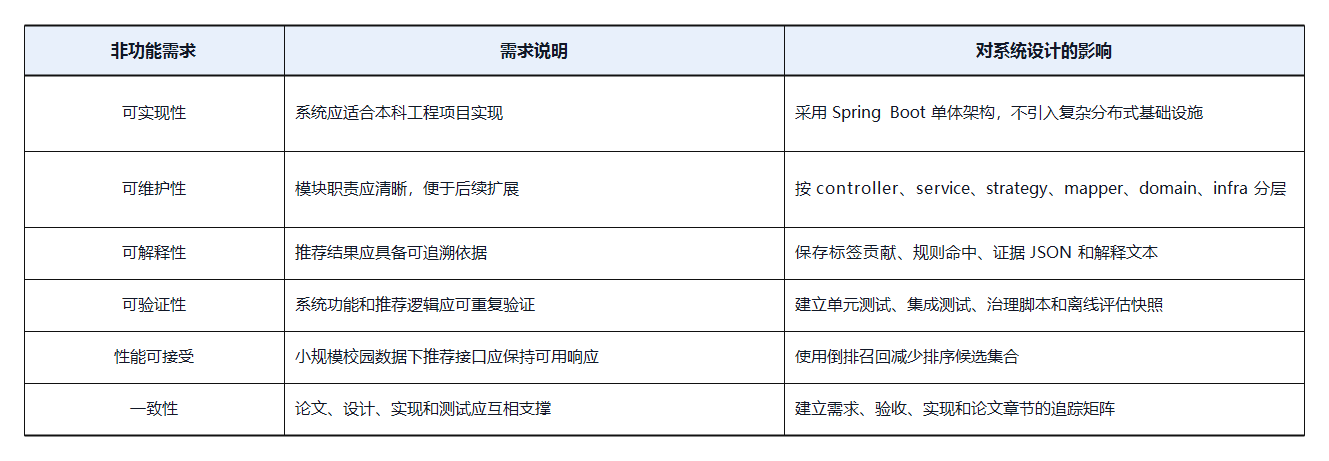 非功能需求 需求说明 对系统设计的影响
可实现性 系统应适合本科工程项目实现 采用 Spring Boot 单体架构，不引入复杂分布式基础设施
可维护性 模块职责应清晰，便于后续扩展 按 controller、service、strategy、mapper、domain、infra 分层
可解释性 推荐结果应具备可追溯依据 保存标签贡献、规则命中、证据 JSON 和解释文本
可验证性 系统功能和推荐逻辑应可重复验证 建立单元测试、集成测试、治理脚本和离线评估快照
性能可接受 小规模校园数据下推荐接口应保持可用响应 使用倒排召回减少排序候选集合
一致性 论文、设计、实现和测试应互相支撑 建立需求、验收、实现和论文章节的追踪矩阵